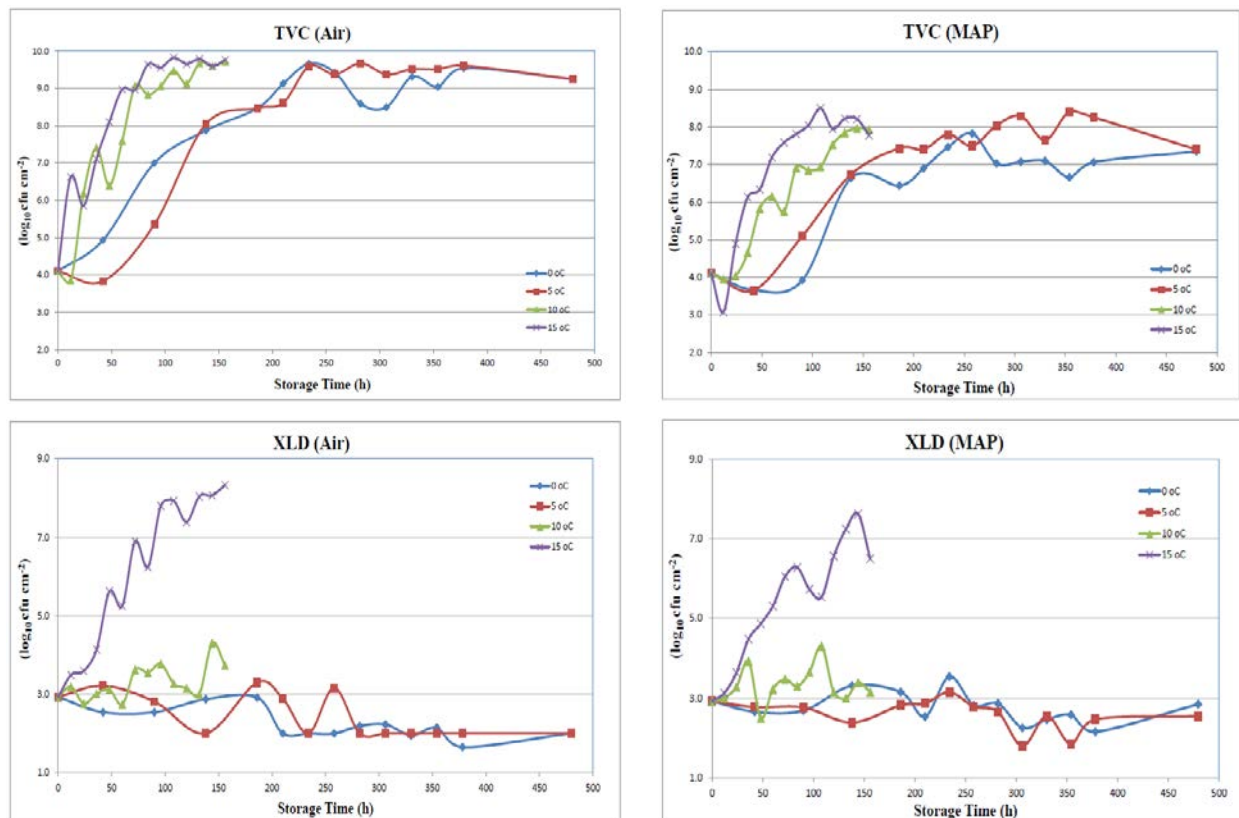 TVC (Air)
10.0
9.0
8.0
7.0
6.0
5.0
4.0
3.0
2.0
(log10 cfu cm-2)
0 oC
5 oC
10 oC
15 oC
0 50 100 150 200 250 300 350 400 450 500
Storage Time (h)
TVC (MAP)
10.0
9.0
8.0
7.0
6.0
5.0
4.0
3.0
2.0
(log10 cfu cm-2)
0 oC
5 oC
10 oC
15 oC
0 50 100 150 200 250 300 350 400 450 500
Storage Time (h)
XLD (Air)
9.0
7.0
5.0
3.0
1.0
(log10 cfu cm-2)
0 oC
5 oC
10 oC
15 oC
0 50 100 150 200 250 300 350 400 450 500
Storage Time (h)
XLD (MAP)
9.0
7.0
5.0
3.0
1.0
(log10 cfu cm-2)
0 oC
5 oC
10 oC
15 oC
0 50 100 150 200 250 300 350 400 450 500
Storage Time (h)